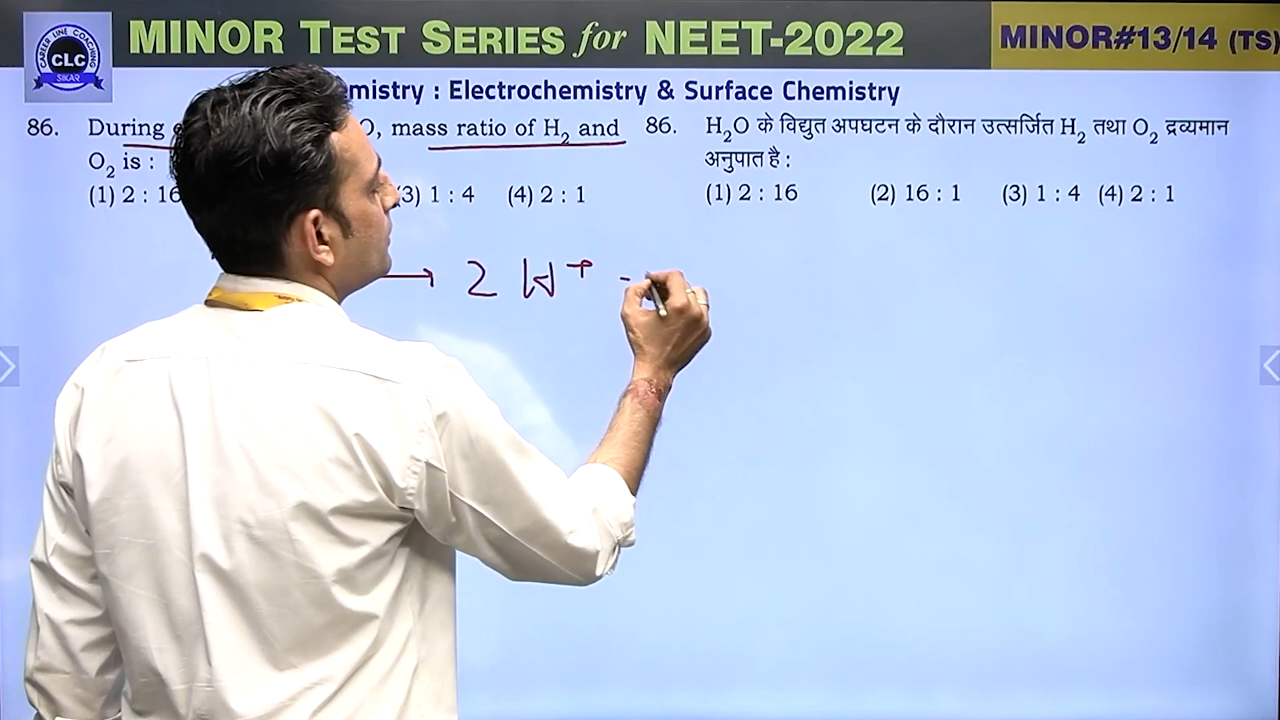 MINOR TEST SERIES for NEET-2022
MINOR#13/14 (TS)
CAREER LINE COACHING
CLC
SIKAR
emistry : Electrochemistry & Surface Chemistry
86. During O, mass ratio of H₂ and
O₂ is :
(1) 2 : 16 (3) 1 : 4 (4) 2 : 1
86. H₂O के विद्युत अपघटन के दौरान उत्सर्जित H₂ तथा O₂ द्रव्यमान
अनुपात है :
(1) 2 : 16 (2) 16 : 1 (3) 1 : 4 (4) 2 : 1
→ 2 H⁺